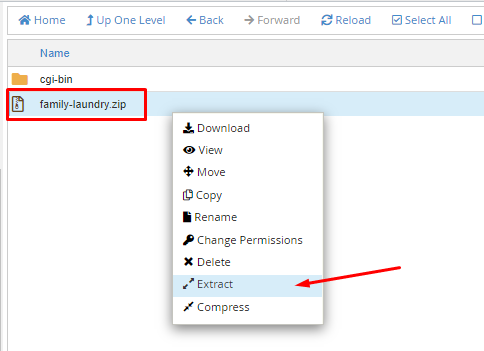 Home Up One Level Back Forward Reload Select All
Name
cgi-bin
family-laundry.zip
Download
View
Move
Copy
Rename
Change Permissions
Delete
Extract
Compress